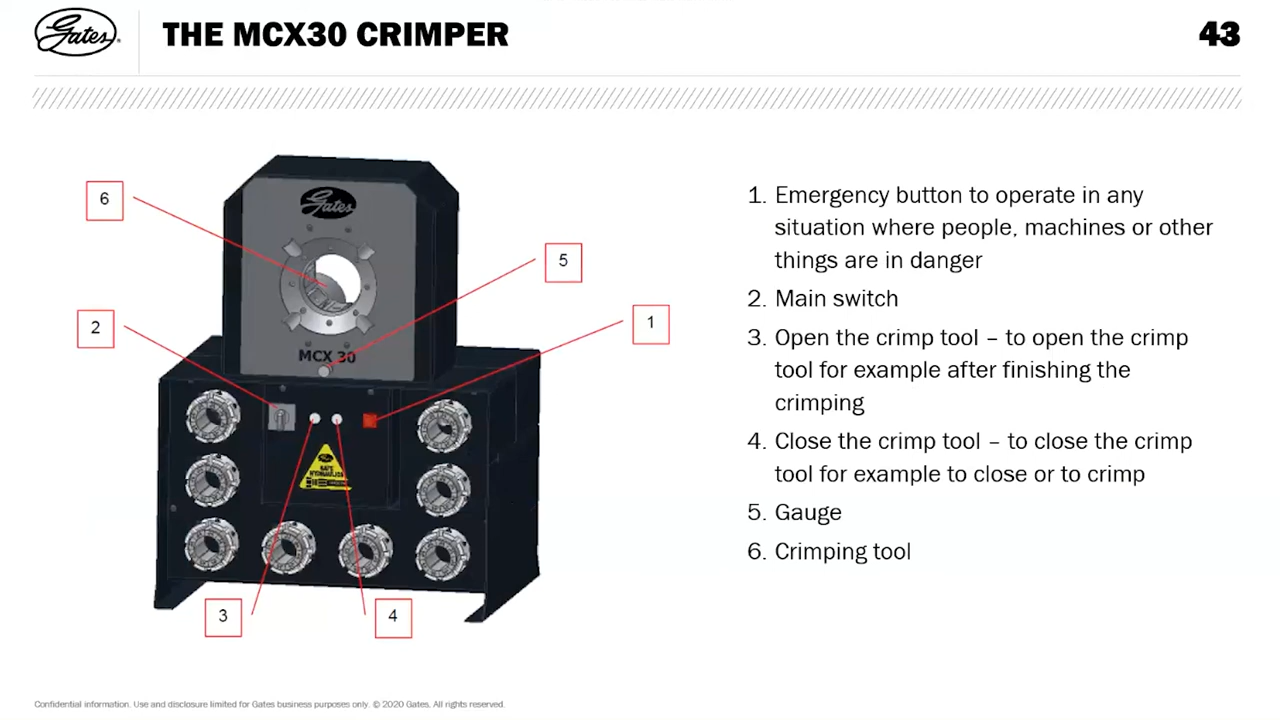 Gates
THE MCX30 CRIMPER
43
6
5
1
2
3
4
Gates
MCX 30
1. Emergency button to operate in any
situation where people, machines or other
things are in danger
2. Main switch
3. Open the crimp tool – to open the crimp
tool for example after finishing the
crimping
4. Close the crimp tool – to close the crimp
tool for example to close or to crimp
5. Gauge
6. Crimping tool
Confidential information. Use and disclosure limited for Gates business purposes only. © 2020 Gates. All rights reserved.